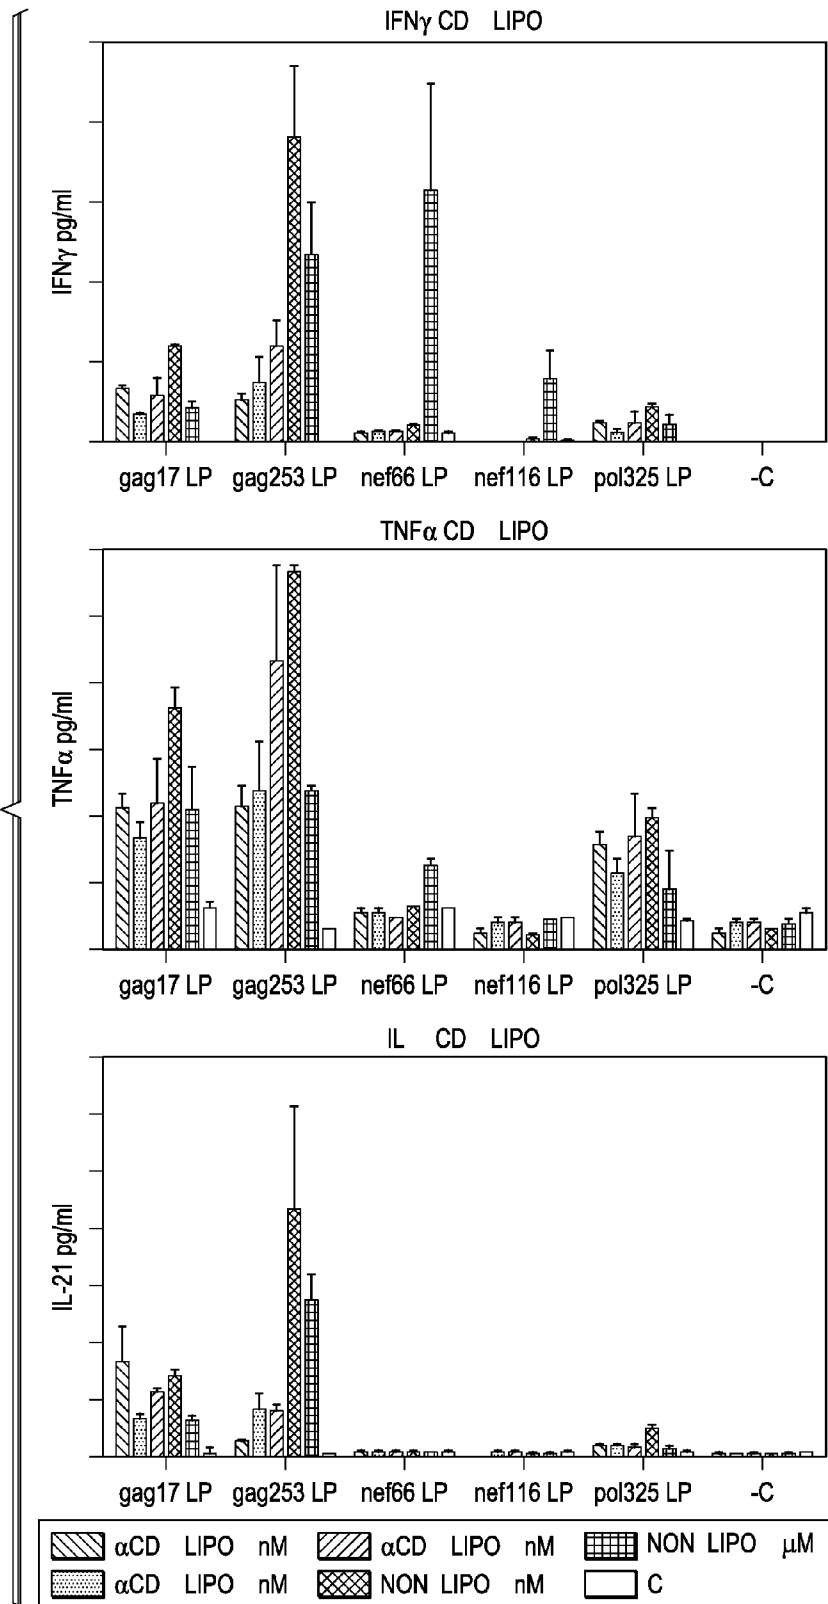 IFNγ CD LIPO
IFNγ pg/ml
gag17 LP gag253 LP nef66 LP nef116 LP pol325 LP -C
TNFα CD LIPO
TNFα pg/ml
gag17 LP gag253 LP nef66 LP nef116 LP pol325 LP -C
IL CD LIPO
IL-21 pg/ml
gag17 LP gag253 LP nef66 LP nef116 LP pol325 LP -C
αCD LIPO nM αCD LIPO nM NON LIPO μM
αCD LIPO nM NON LIPO nM C